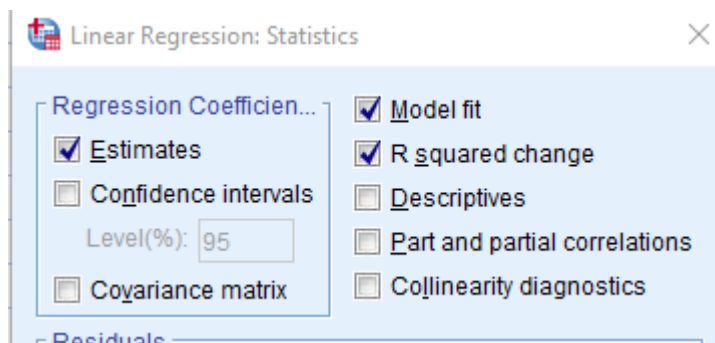 Linear Regression: Statistics
Regression Coefficien...
Estimates
Confidence intervals
Level(%): 95
Covariance matrix
Model fit
R squared change
Descriptives
Part and partial correlations
Collinearity diagnostics
Residuals